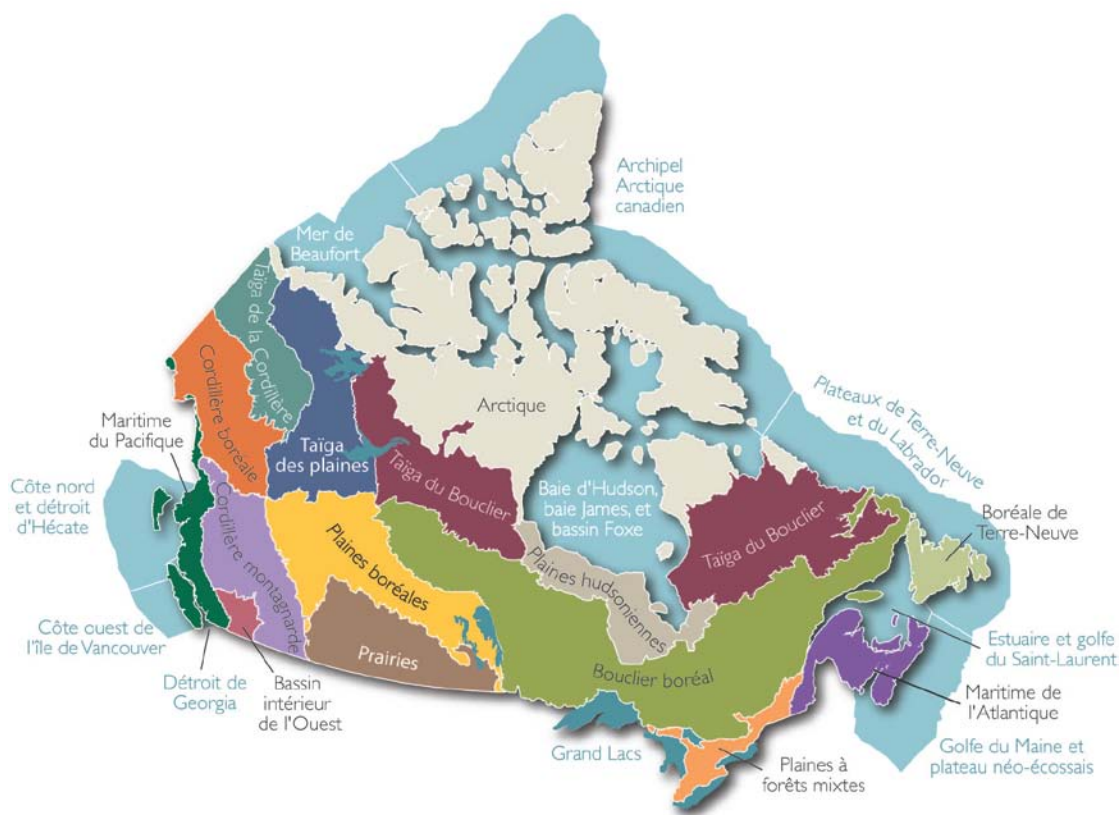 Archipel
Arctique
canadien
Mer de
Beaufort
Taïga de la Cordillère
Cordillère boréale
Arctique
Plateaux de Terre-Neuve
et du Labrador
Maritime
du Pacifique
Taïga
des plaines
Taïga du Bouclier
Baie d'Hudson,
baie James, et
bassin Foxe
Taïga du Bouclier
Côte nord
et détroit
d'Hécate
Boréale de
Terre-Neuve
Cordillère montagnarde
Plaines boréales
Plaines hudsoniennes
Côte ouest de
l'île de Vancouver
Prairies
Bouclier boréal
Estuaire et golfe
du Saint-Laurent
Détroit de
Georgia
Bassin
intérieur
de l'Ouest
Maritime de
l'Atlantique
Grand Lacs
Plaines à
forêts mixtes
Golfe du Maine et
plateau néo-écossais